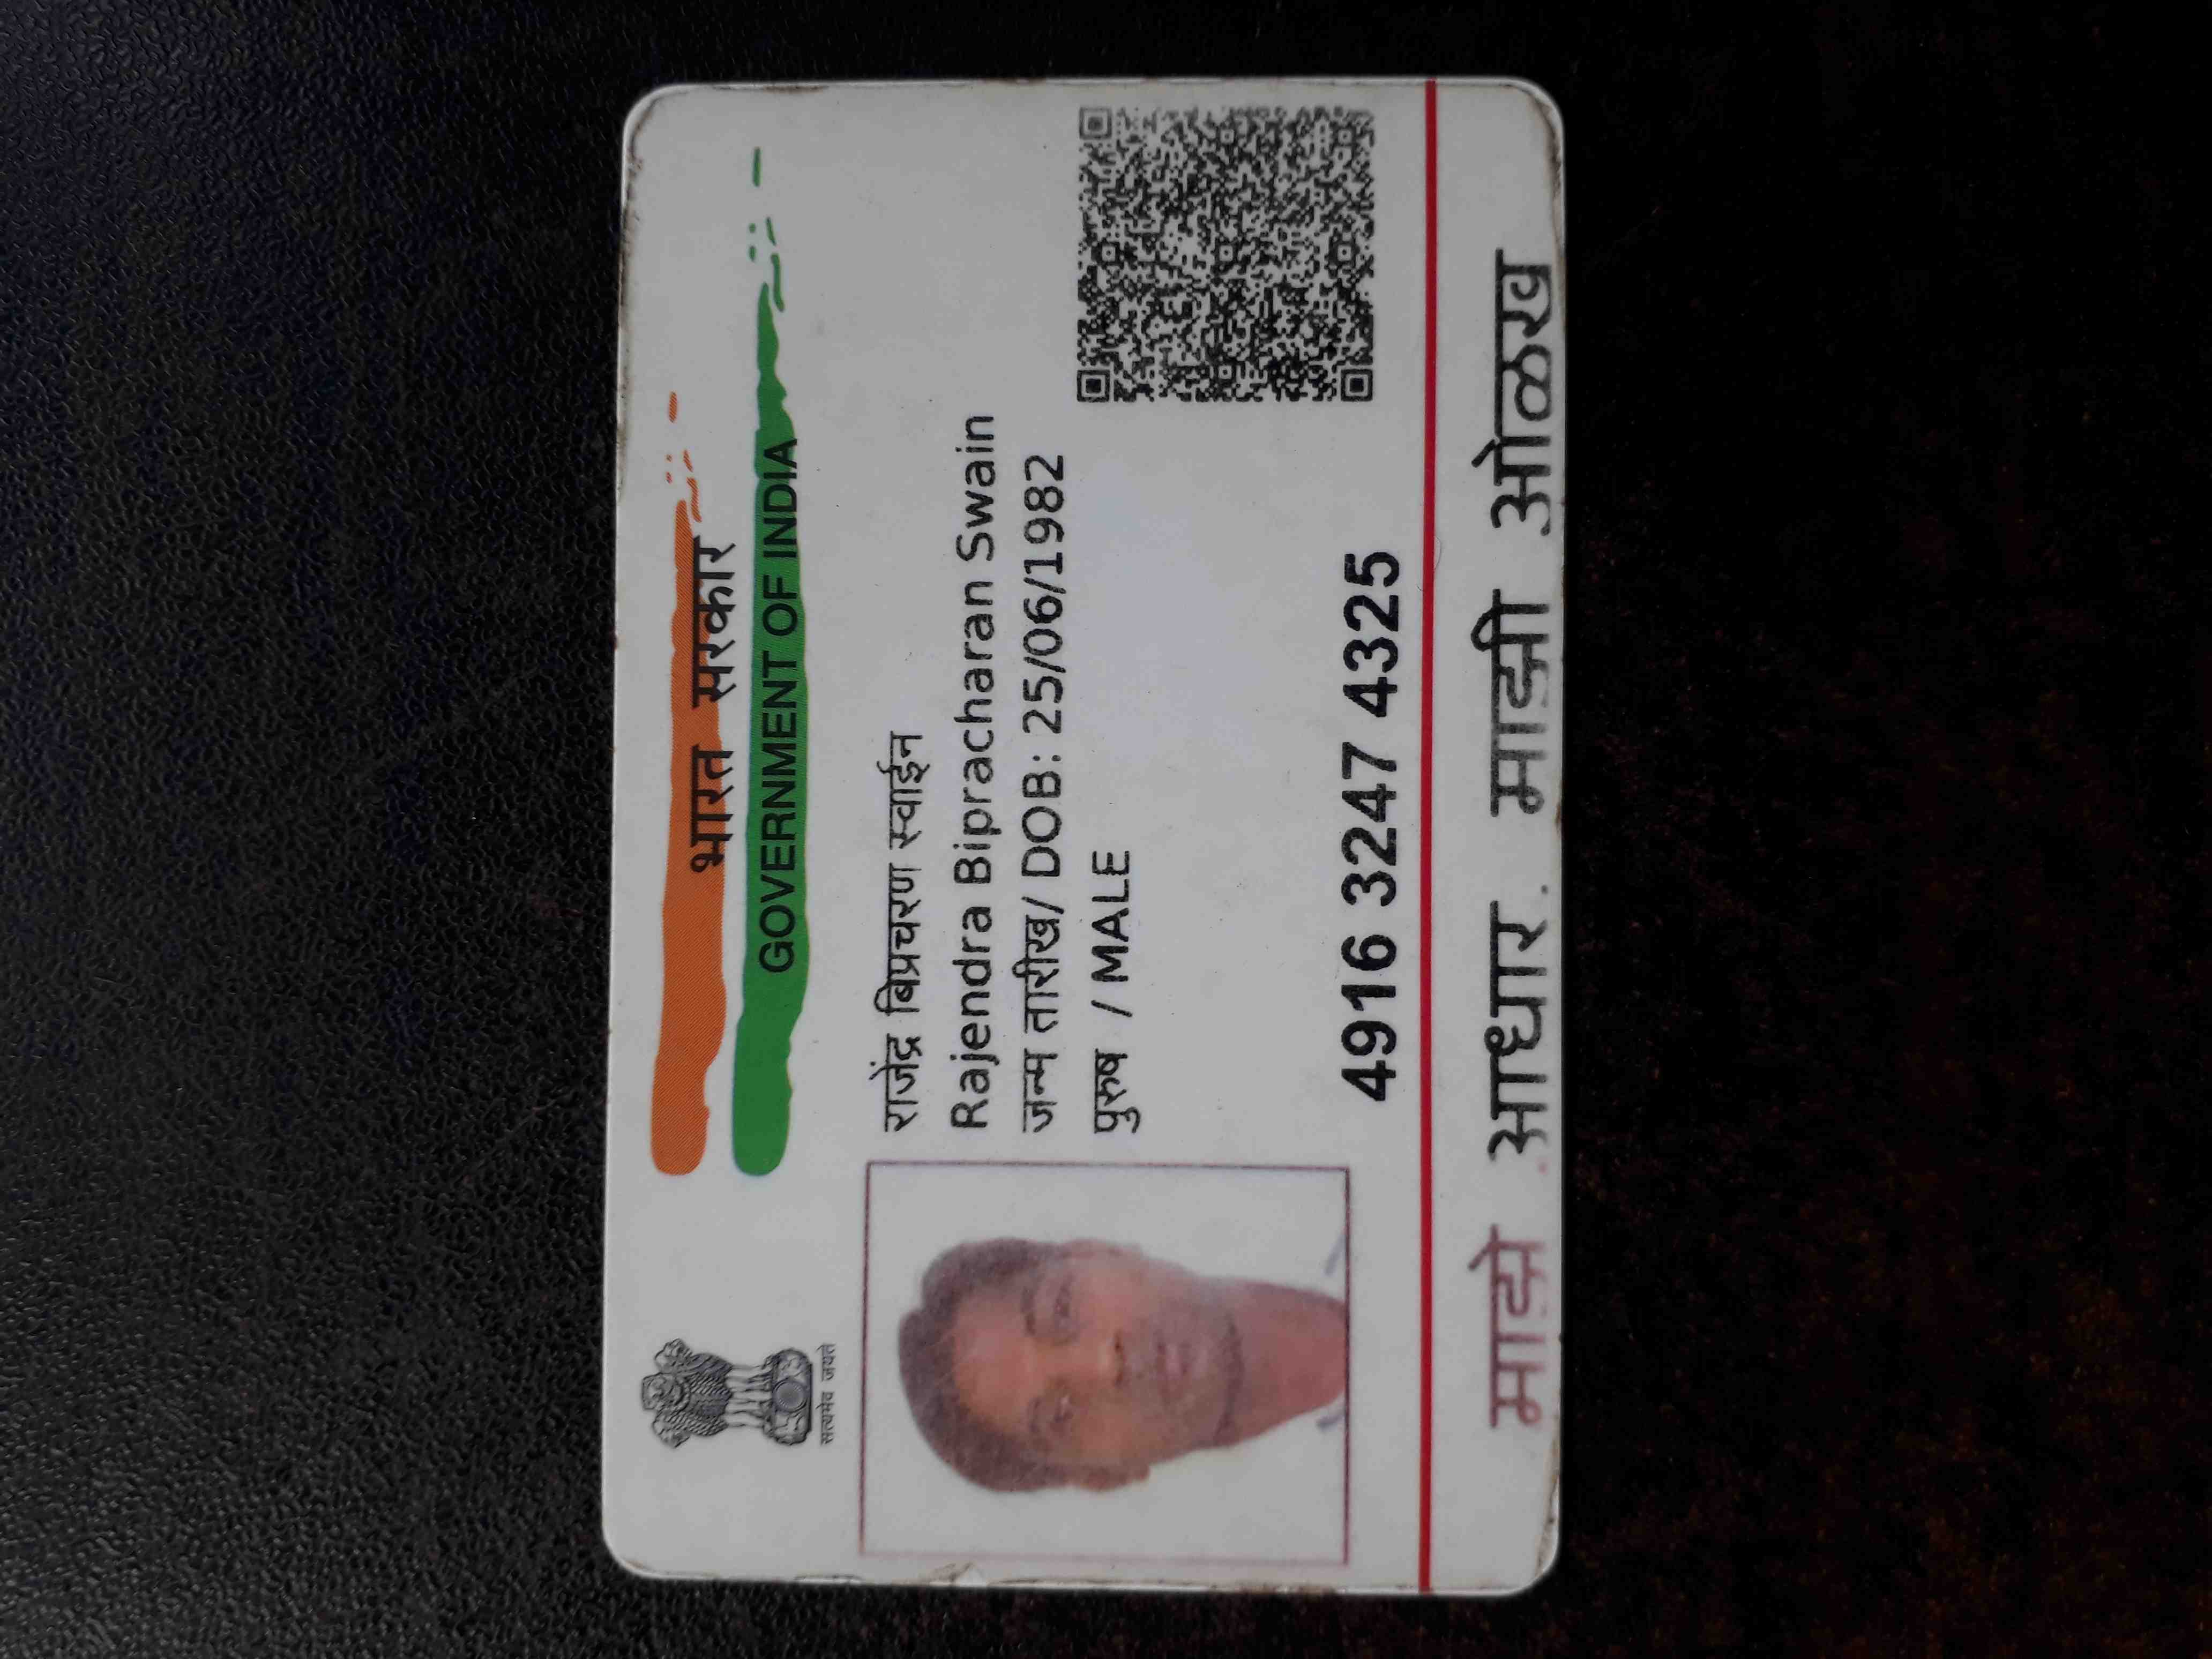 भारत सरकार
GOVERNMENT OF INDIA
सत्यमेव जयते
राजेंद्र बिप्रचरण स्वाईन
Rajendra Bipracharan Swain
जन्म तारीख/ DOB: 25/06/1982
पुरुष / MALE
4916 3247 4325
माझे आधार, माझी ओळख